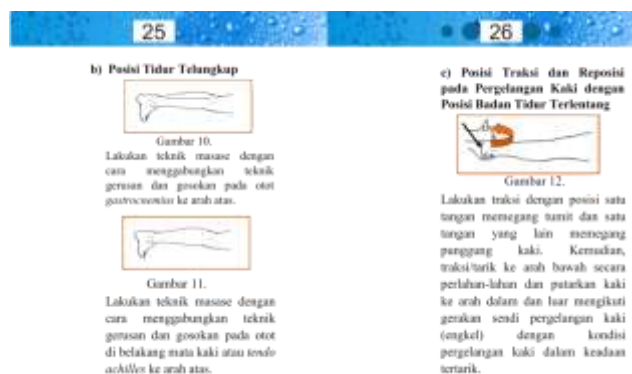 25
b) Posisi Tidur Telungkup
Gambar 10.
Lakukan teknik masase dengan
cara menggabungkan teknik
gerusan dan gosokan pada otot
gastrocnemius ke arah atas.
Gambar 11.
Lakukan teknik masase dengan
cara menggabungkan teknik
gerusan dan gosokan pada otot
di belakang mata kaki atau tendo
achilles ke arah atas.
26
c) Posisi Traksi dan Reposisi
pada Pergelangan Kaki dengan
Posisi Badan Tidur Terlentang
Gambar 12.
Lakukan traksi dengan posisi satu
tangan memegang tumit dan satu
tangan yang lain memegang
punggung kaki. Kemudian,
traksi/tarik ke arah bawah secara
perlahan-lahan dan putarkan kaki
ke arah dalam dan luar mengikuti
gerakan sendi pergelangan kaki
(engkel) dengan kondisi
pergelangan kaki dalam keadaan
tertarik.